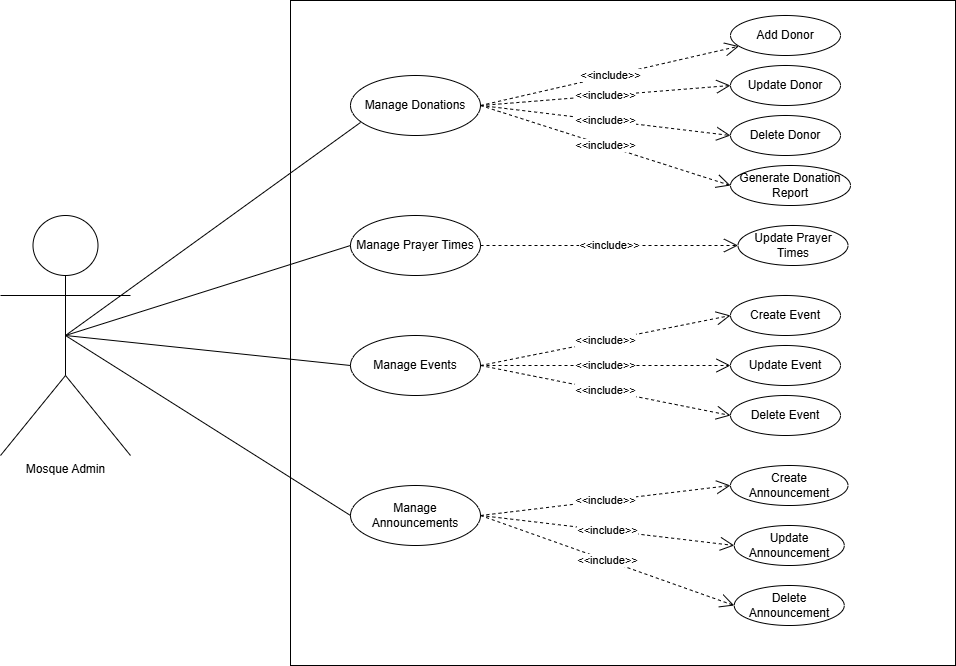 Add Donor
<<include>>
Manage Donations
<<include>>
Update Donor
<<include>>
Delete Donor
<<include>>
Generate Donation
Report
Manage Prayer Times
<<include>>
Update Prayer
Times
Create Event
<<include>>
Manage Events
<<include>>
Update Event
<<include>>
Delete Event
Mosque Admin
Create
Announcement
<<include>>
Manage
Announcements
<<include>>
Update
Announcement
<<include>>
Delete
Announcement